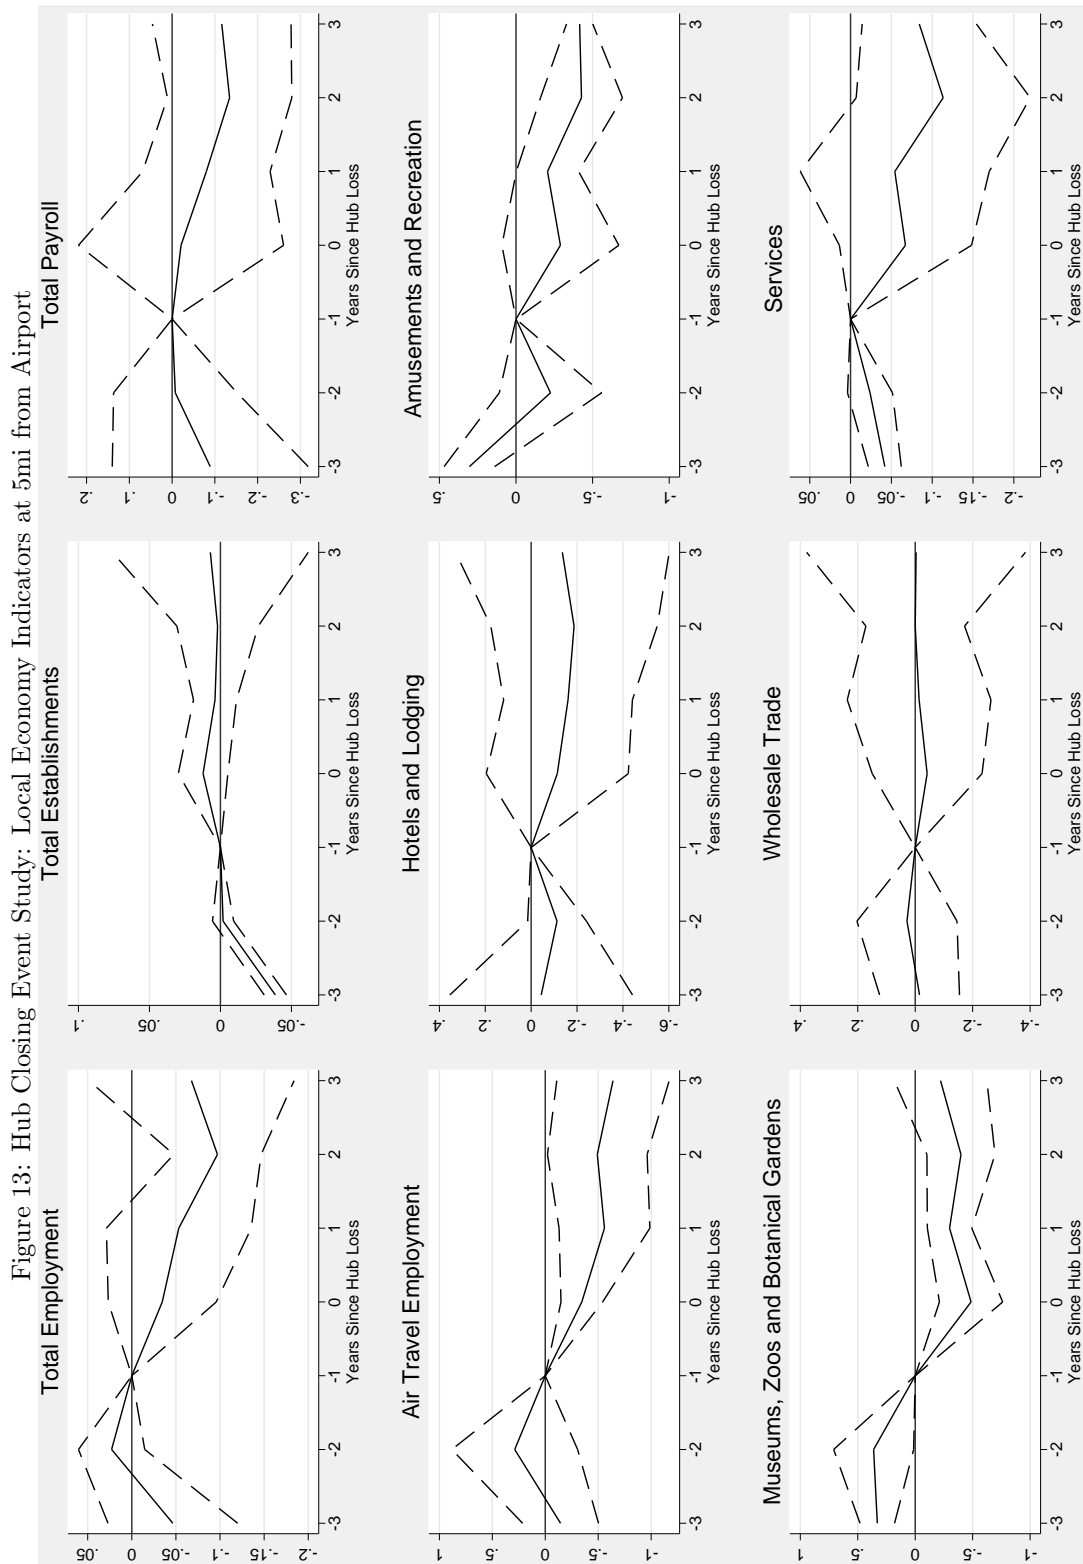 Figure 13: Hub Closing Event Study: Local Economy Indicators at 5mi from Airport
Total Employment
.05
0
-.05
-.1
-.15
-.2
-3 -2 -1 0 1 2 3
Years Since Hub Loss
Total Establishments
.1
.05
0
-.05
-3 -2 -1 0 1 2 3
Years Since Hub Loss
Total Payroll
.2
.1
0
-.1
-.2
-.3
-3 -2 -1 0 1 2 3
Years Since Hub Loss
Air Travel Employment
1
.5
0
-.5
-1
-3 -2 -1 0 1 2 3
Years Since Hub Loss
Hotels and Lodging
.4
.2
0
-.2
-.4
-.6
-3 -2 -1 0 1 2 3
Years Since Hub Loss
Amusements and Recreation
.5
0
-.5
-1
-3 -2 -1 0 1 2 3
Years Since Hub Loss
Museums, Zoos and Botanical Gardens
1
.5
0
-.5
-1
-3 -2 -1 0 1 2 3
Years Since Hub Loss
Wholesale Trade
.4
.2
0
-.2
-.4
-3 -2 -1 0 1 2 3
Years Since Hub Loss
Services
.05
0
-.05
-.1
-.15
-.2
-3 -2 -1 0 1 2 3
Years Since Hub Loss